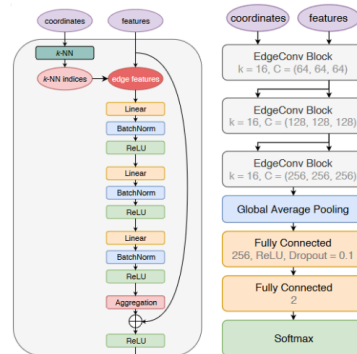 coordinates
features
k-NN
k-NN indices
edge features
Linear
BatchNorm
ReLU
Linear
BatchNorm
ReLU
Linear
BatchNorm
ReLU
Aggregation
ReLU
coordinates
features
EdgeConv Block
k = 16, C = (64, 64, 64)
EdgeConv Block
k = 16, C = (128, 128, 128)
EdgeConv Block
k = 16, C = (256, 256, 256)
Global Average Pooling
Fully Connected
256, ReLU, Dropout = 0.1
Fully Connected
2
Softmax